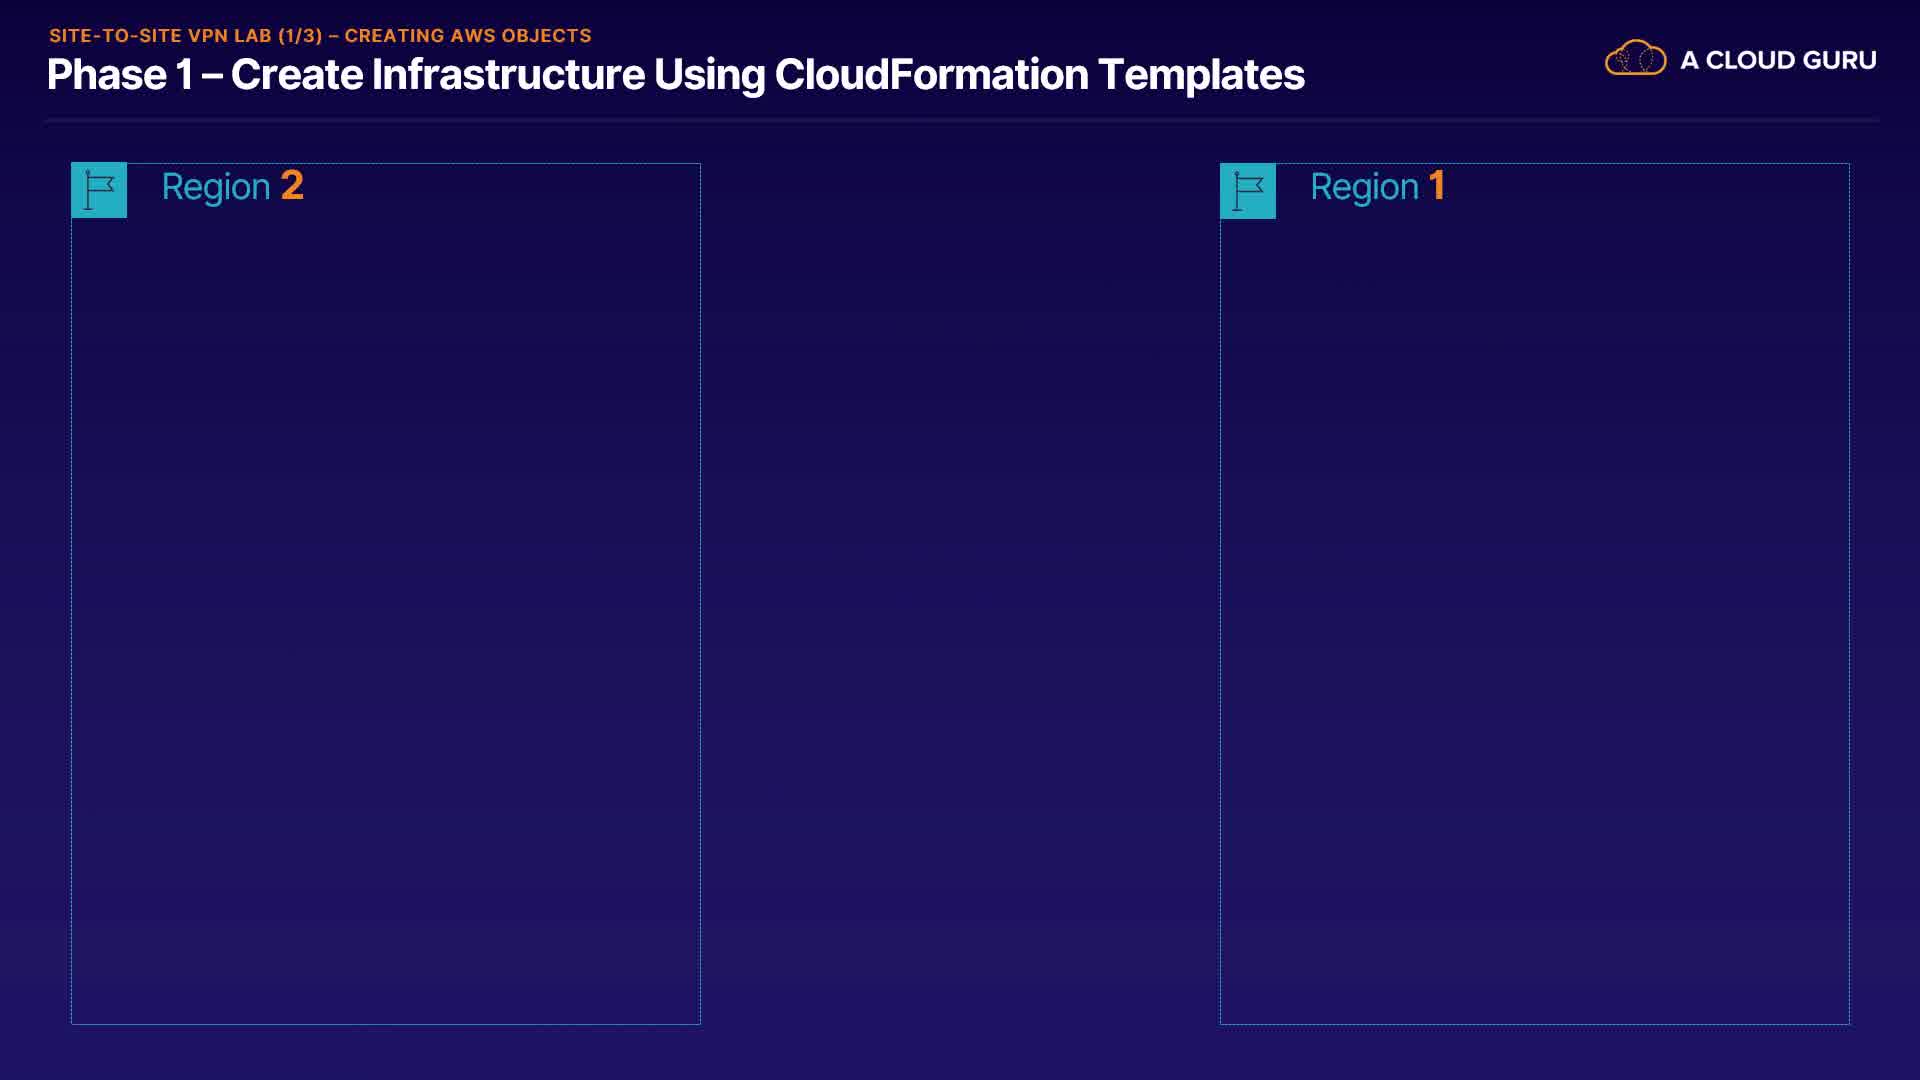 SITE-TO-SITE VPN LAB (1/3) – CREATING AWS OBJECTS
Phase 1 – Create Infrastructure Using CloudFormation Templates
A CLOUD GURU
Region 2
Region 1